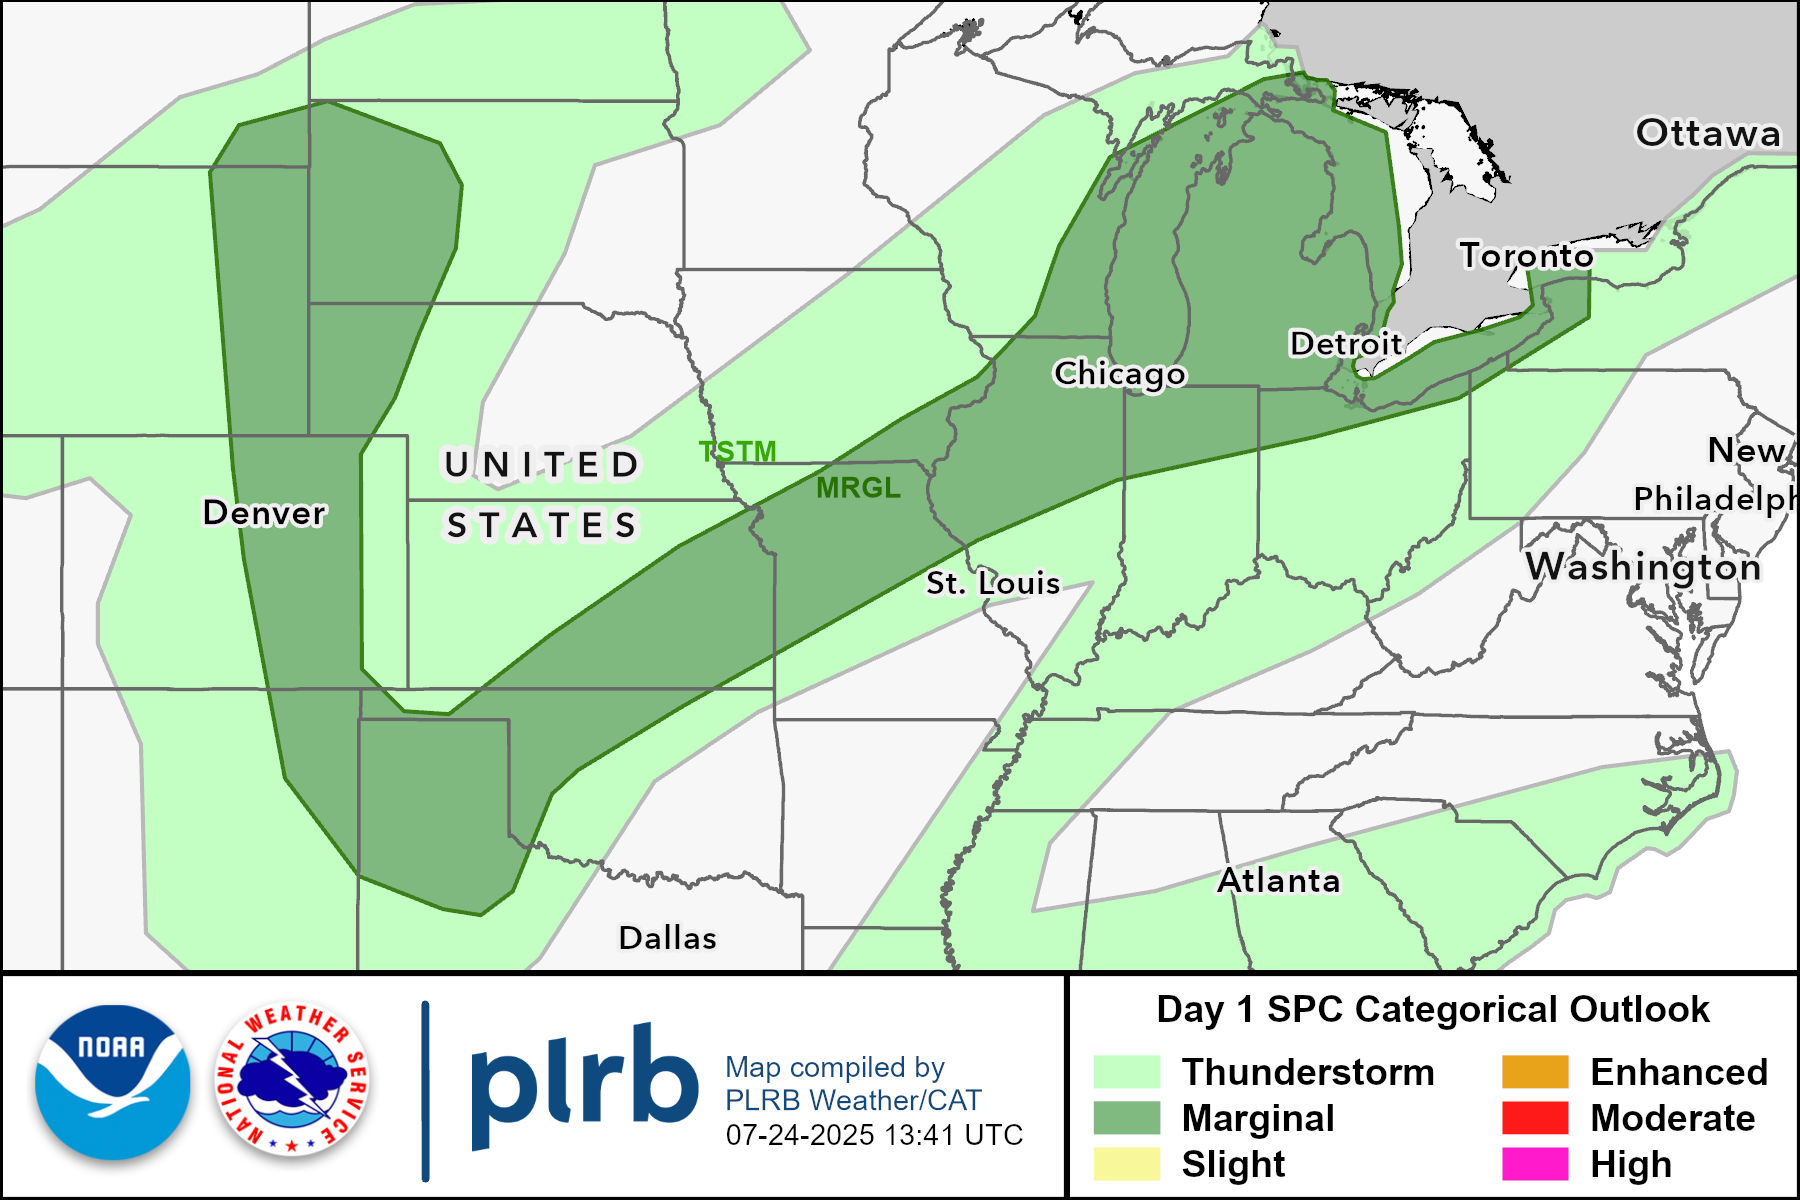 Ottawa
Toronto
Detroit
Chicago
TSTM
UNITED
New
MRGL
Philadelph
Denver
STATES
Washington
St. Louis
Atlanta
Dallas
NOAA
NATIONAL WEATHER SERVICE
plrb
Map compiled by
PLRB Weather/CAT
07-24-2025 13:41 UTC
Day 1 SPC Categorical Outlook
Thunderstorm
Marginal
Slight
Enhanced
Moderate
High